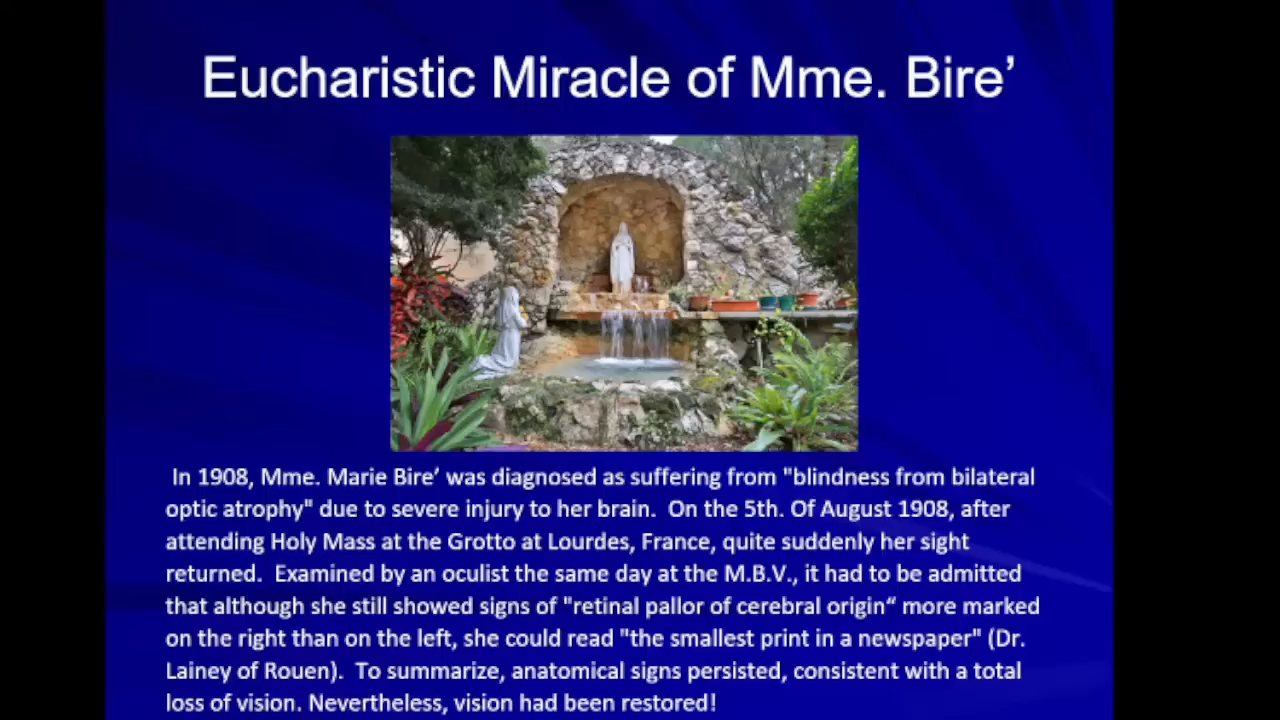 Eucharistic Miracle of Mme. Bire’
In 1908, Mme. Marie Bire’ was diagnosed as suffering from "blindness from bilateral
optic atrophy" due to severe injury to her brain.  On the 5th. Of August 1908, after
attending Holy Mass at the Grotto at Lourdes, France, quite suddenly her sight
returned.  Examined by an oculist the same day at the M.B.V., it had to be admitted
that although she still showed signs of "retinal pallor of cerebral origin“ more marked
on the right than on the left, she could read "the smallest print in a newspaper" (Dr.
Lainey of Rouen).  To summarize, anatomical signs persisted, consistent with a total
loss of vision. Nevertheless, vision had been restored!